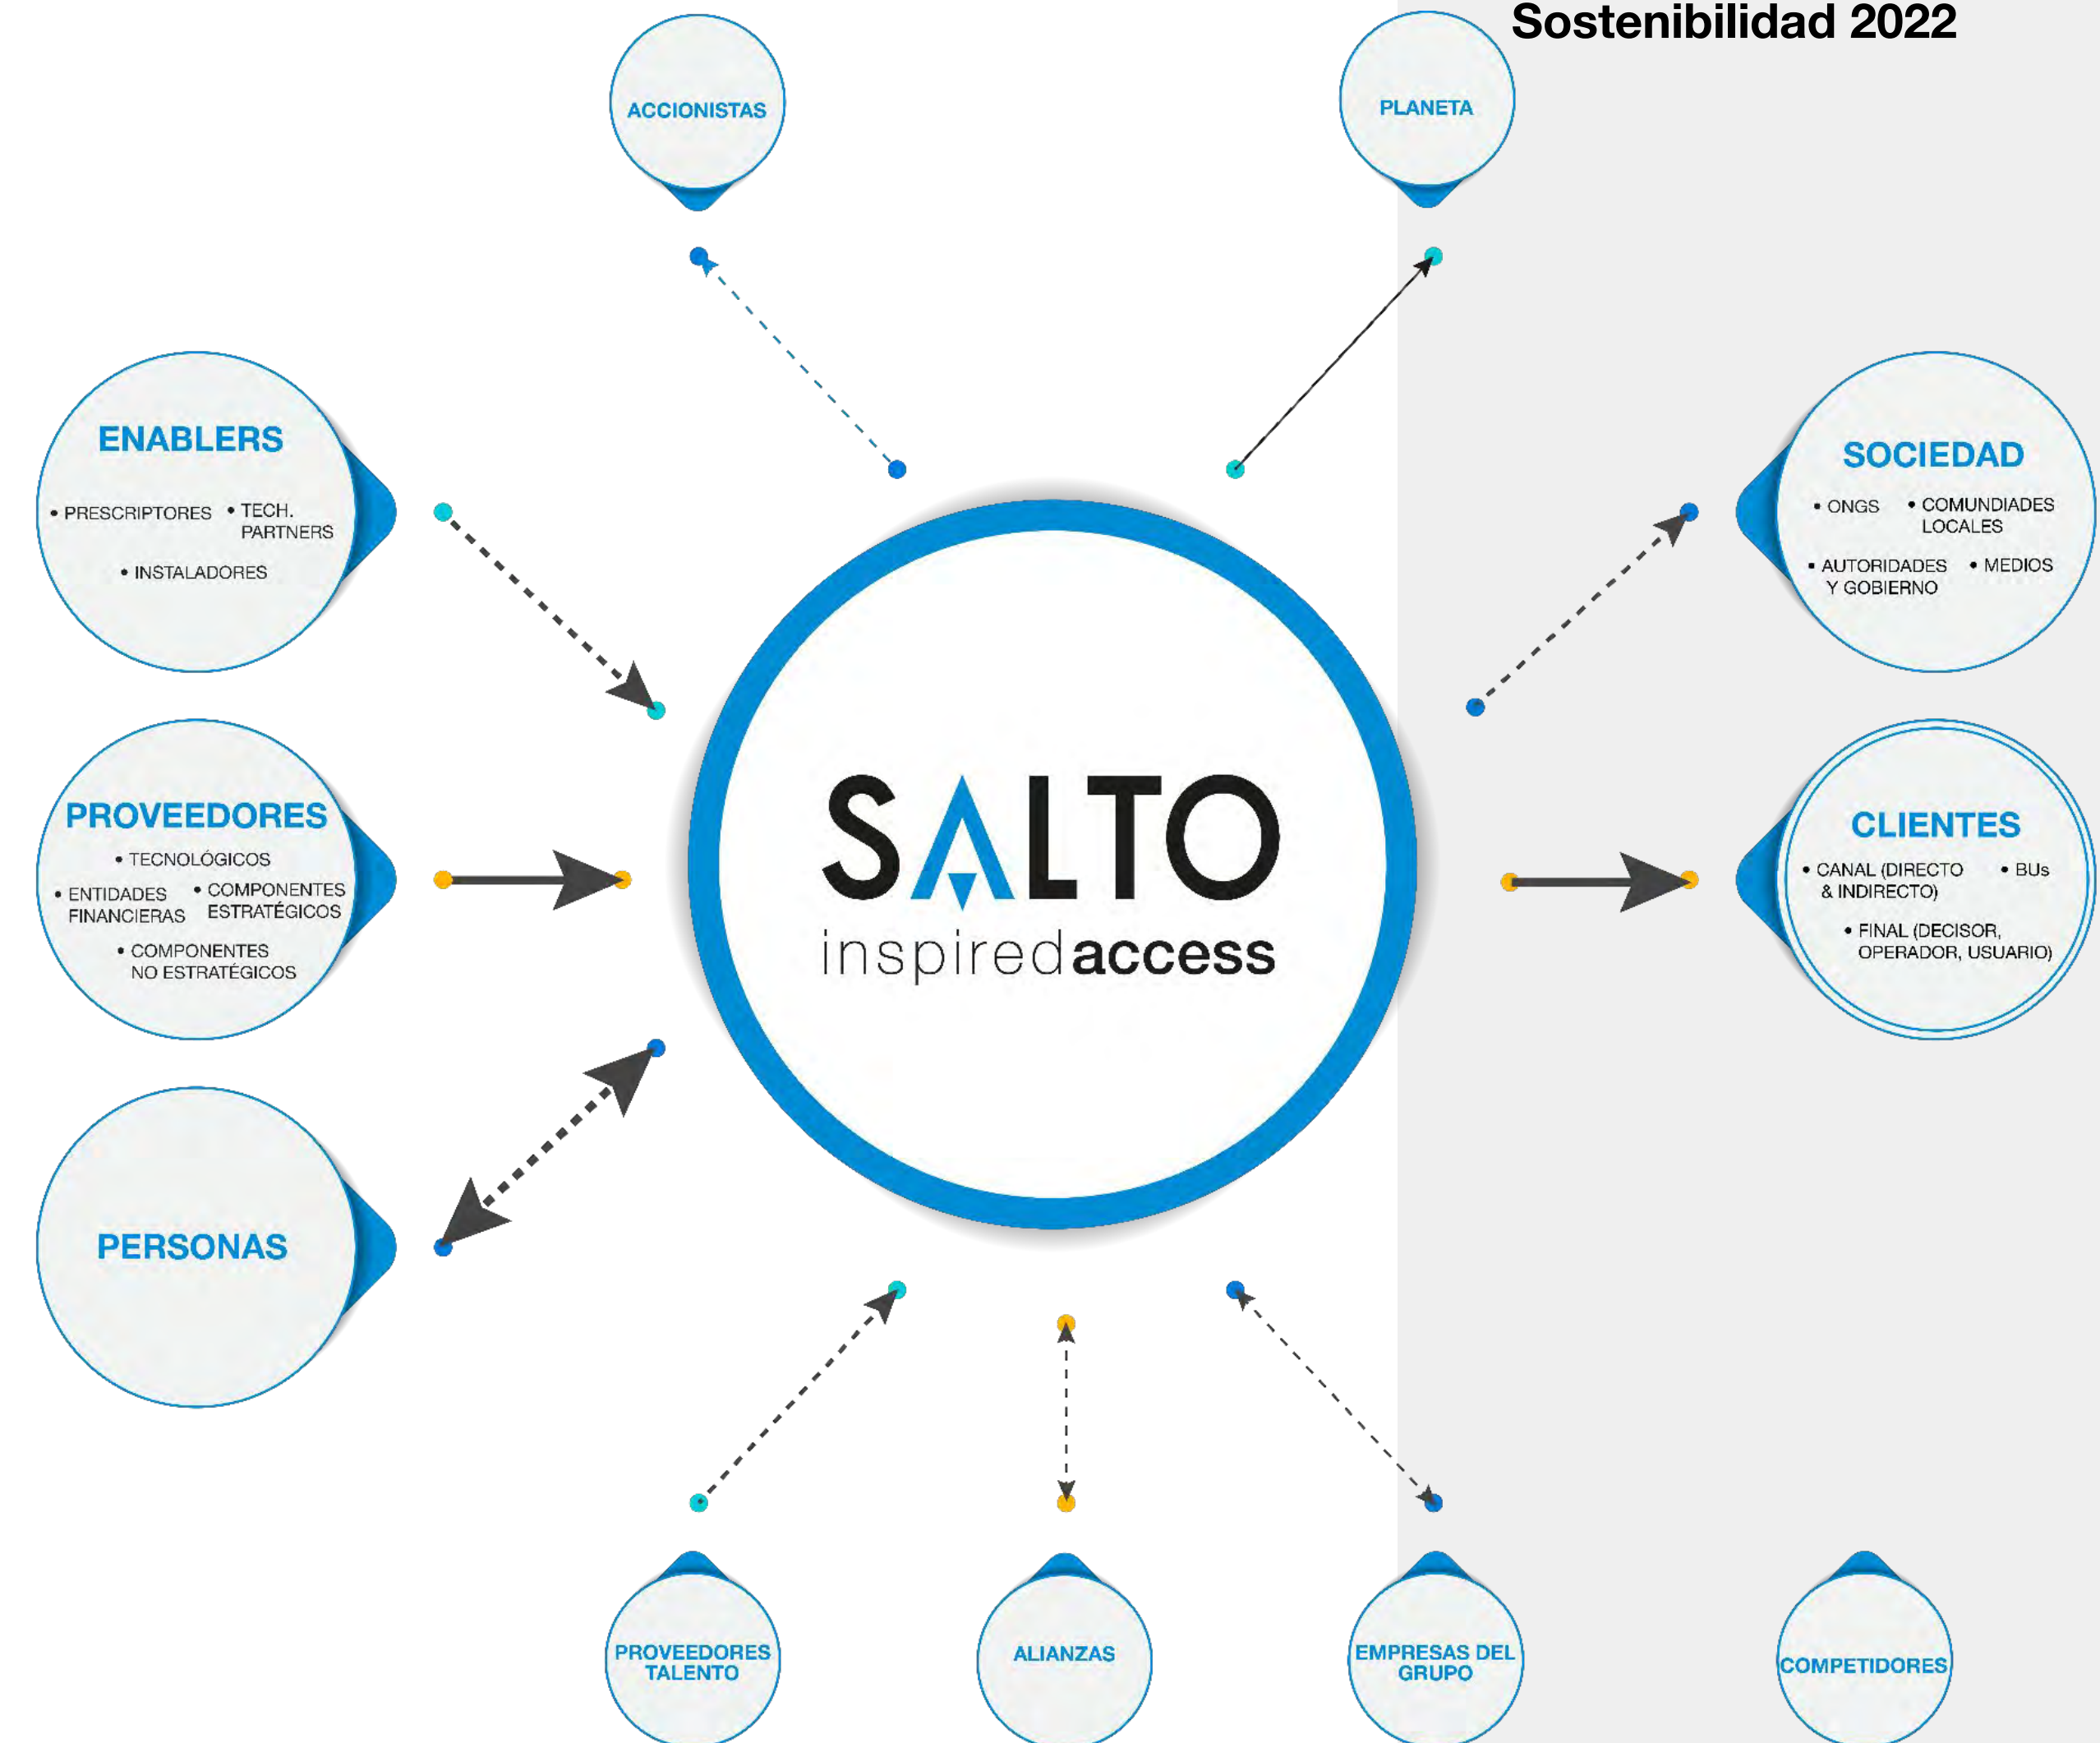 Sostenibilidad 2022
ACCIONISTAS
PLANETA
ENABLERS
• PRESCRIPTORES
• TECH.
PARTNERS
• INSTALADORES
SOCIEDAD
• ONGS
• COMUNDIADES
LOCALES
• AUTORIDADES
Y GOBIERNO
• MEDIOS
PROVEEDORES
• TECNOLÓGICOS
• ENTIDADES
FINANCIERAS
• COMPONENTES
ESTRATÉGICOS
• COMPONENTES
NO ESTRATÉGICOS
SALTO
inspiredaccess
CLIENTES
• CANAL (DIRECTO
& INDIRECTO)
• BUs
• FINAL (DECISOR,
OPERADOR, USUARIO)
PERSONAS
PROVEEDORES
TALENTO
ALIANZAS
EMPRESAS DEL
GRUPO
COMPETIDORES